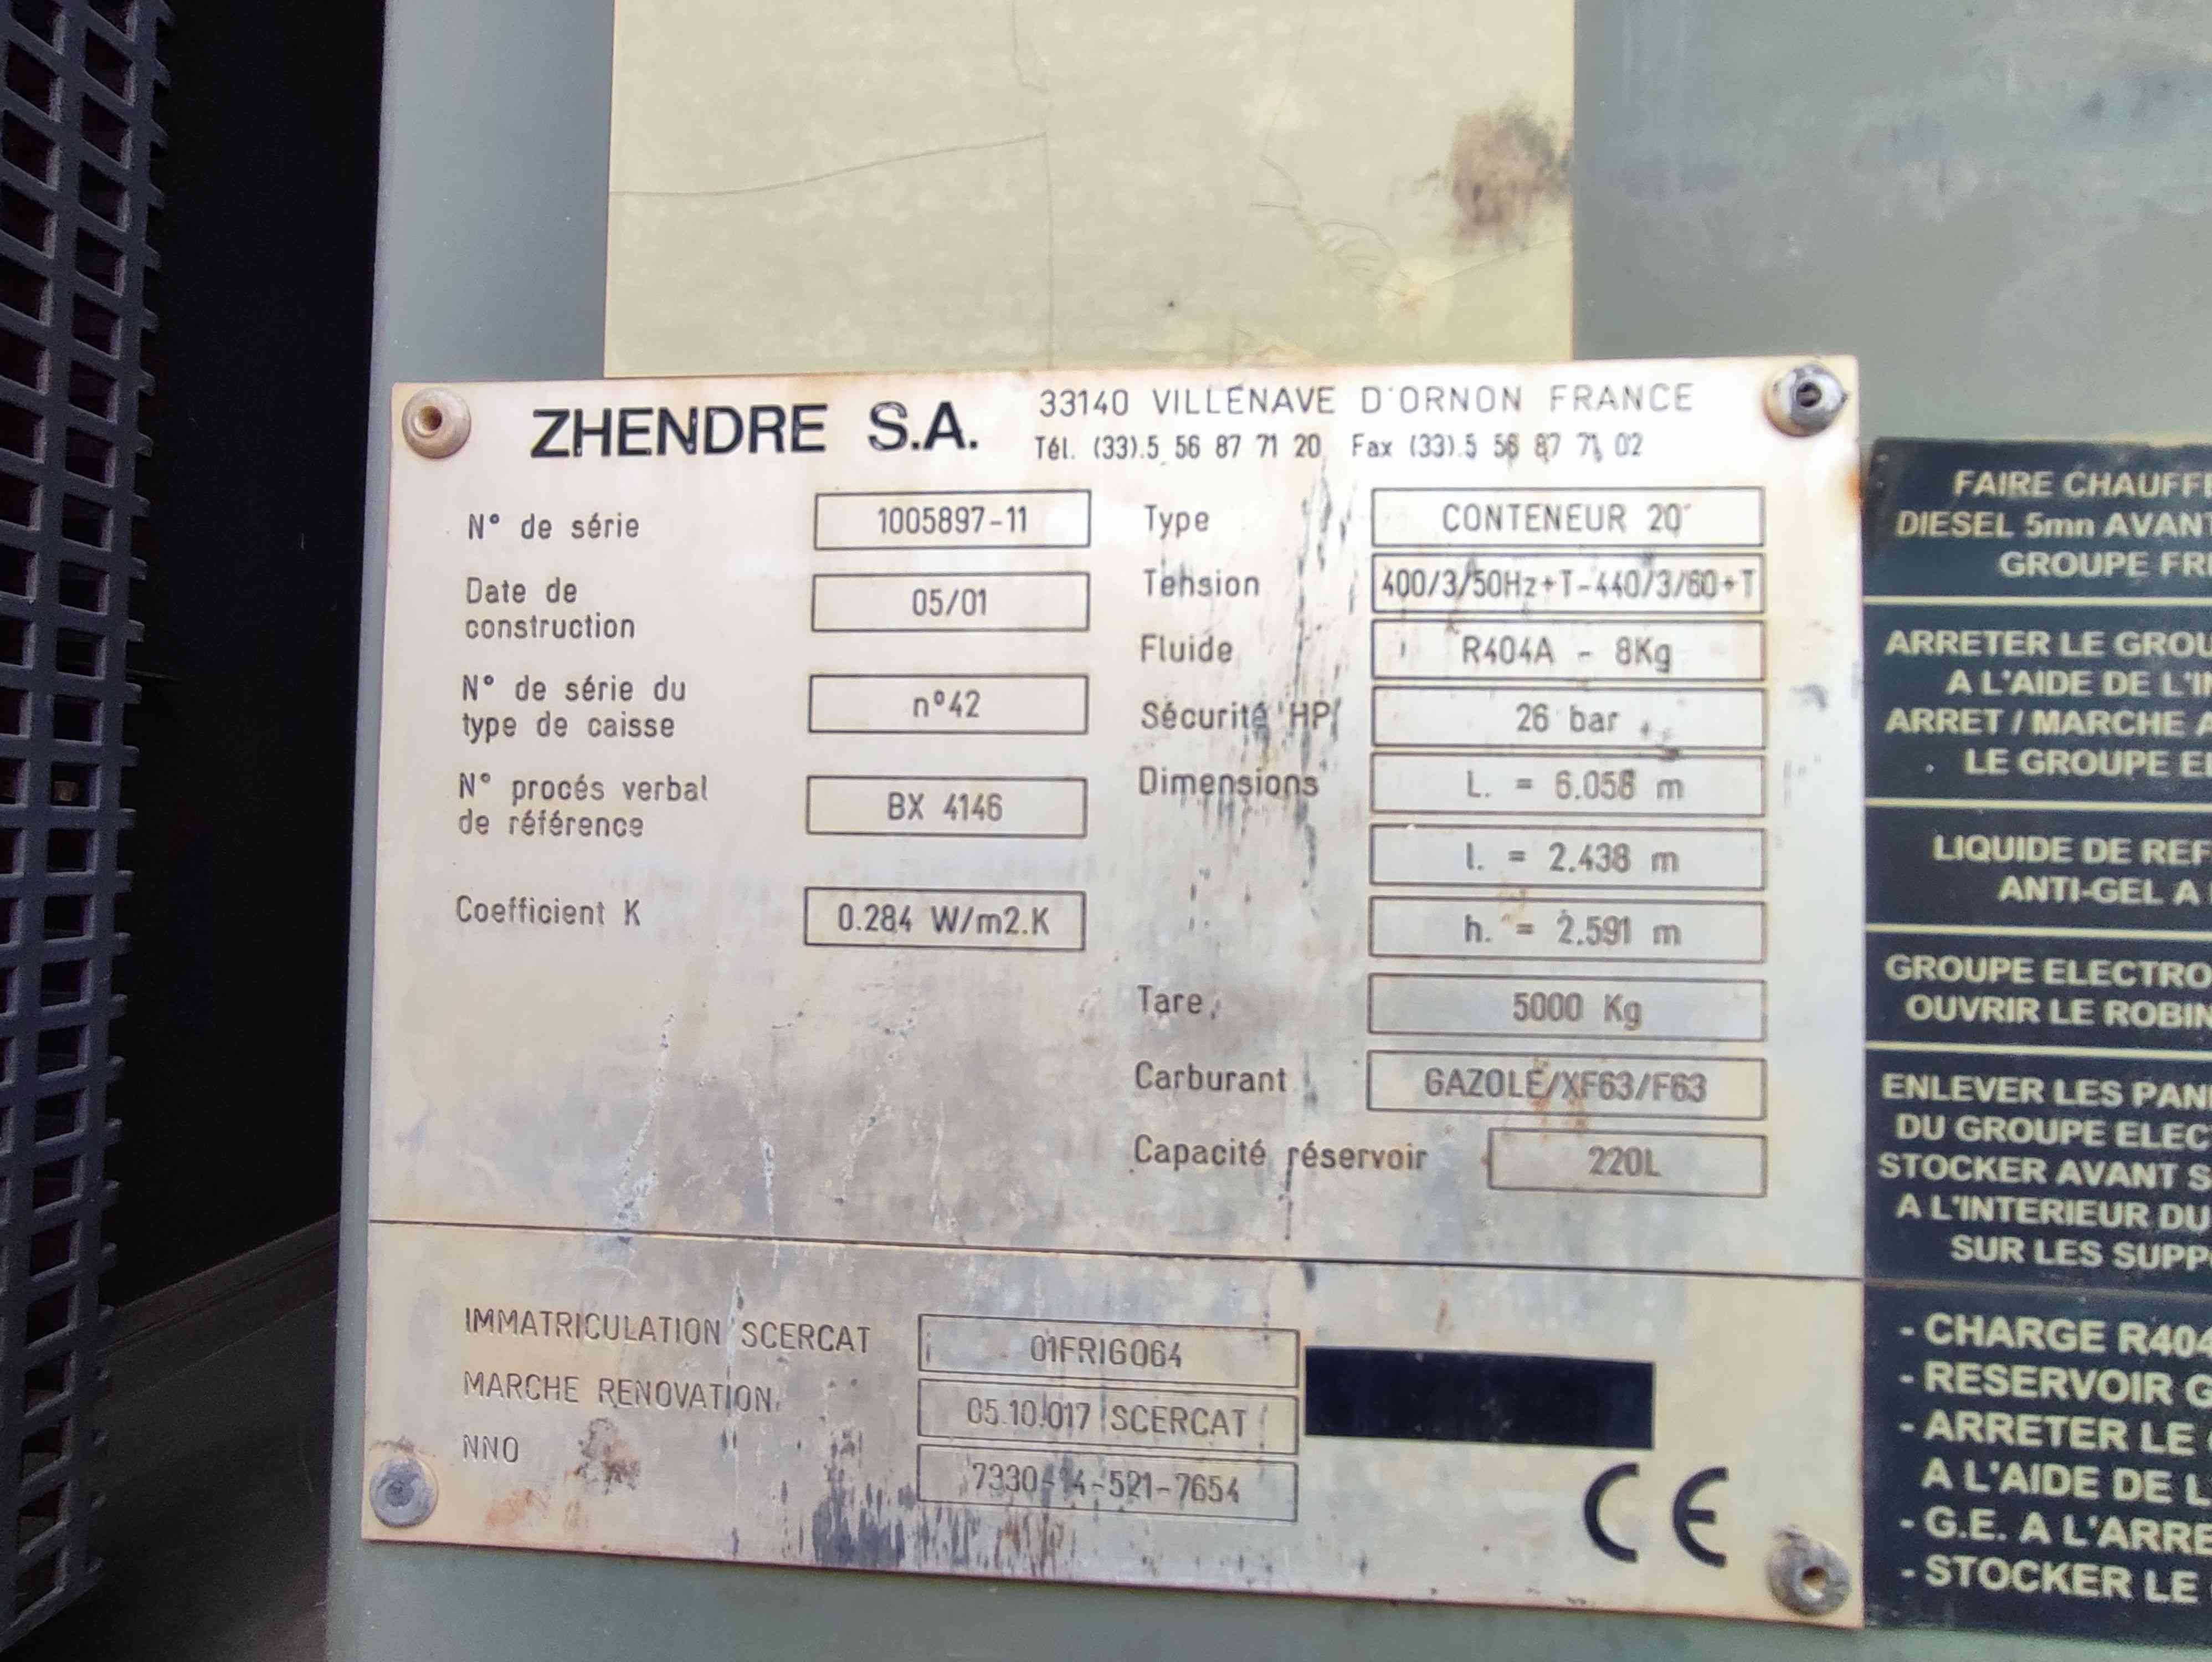 ZHENDRE S.A.
33140 VILLENAVE D'ORNON FRANCE
Tél. (33).5 56 87 71 20 Fax (33).5 56 87 71 02
N° de série 1005897-11
Date de
construction 05/01
N° de série du
type de caisse n°42
N° procés verbal
de référence BX 4146
Coefficient K 0.284 W/m2.K
Type CONTENEUR 20'
Tension 400/3/50Hz+T-440/3/60+T
Fluide R404A - 8Kg
Sécurité HP 26 bar
Dimensions L. = 6.058 m
l. = 2.438 m
h. = 2.591 m
Tare 5000 Kg
Carburant GAZOLE/XF63/F63
Capacité réservoir 220L
IMMATRICULATION SCERCAT 01FRIG064
MARCHE RENOVATION 05.10.017 SCERCAT
NNO 7330-14-521-7654
CE
FAIRE CHAUFFE
DIESEL 5mn AVANT
GROUPE FRI
ARRETER LE GROU
A L'AIDE DE L'I
ARRET / MARCHE A
LE GROUPE E
LIQUIDE DE REF
ANTI-GEL A
GROUPE ELECTRO
OUVRIR LE ROBIN
ENLEVER LES PAN
DU GROUPE ELEC
STOCKER AVANT S
A L'INTERIEUR DU
SUR LES SUPP
- CHARGE R404
- RESERVOIR G
- ARRETER LE
A L'AIDE DE L
- G.E. A L'ARRE
- STOCKER LE